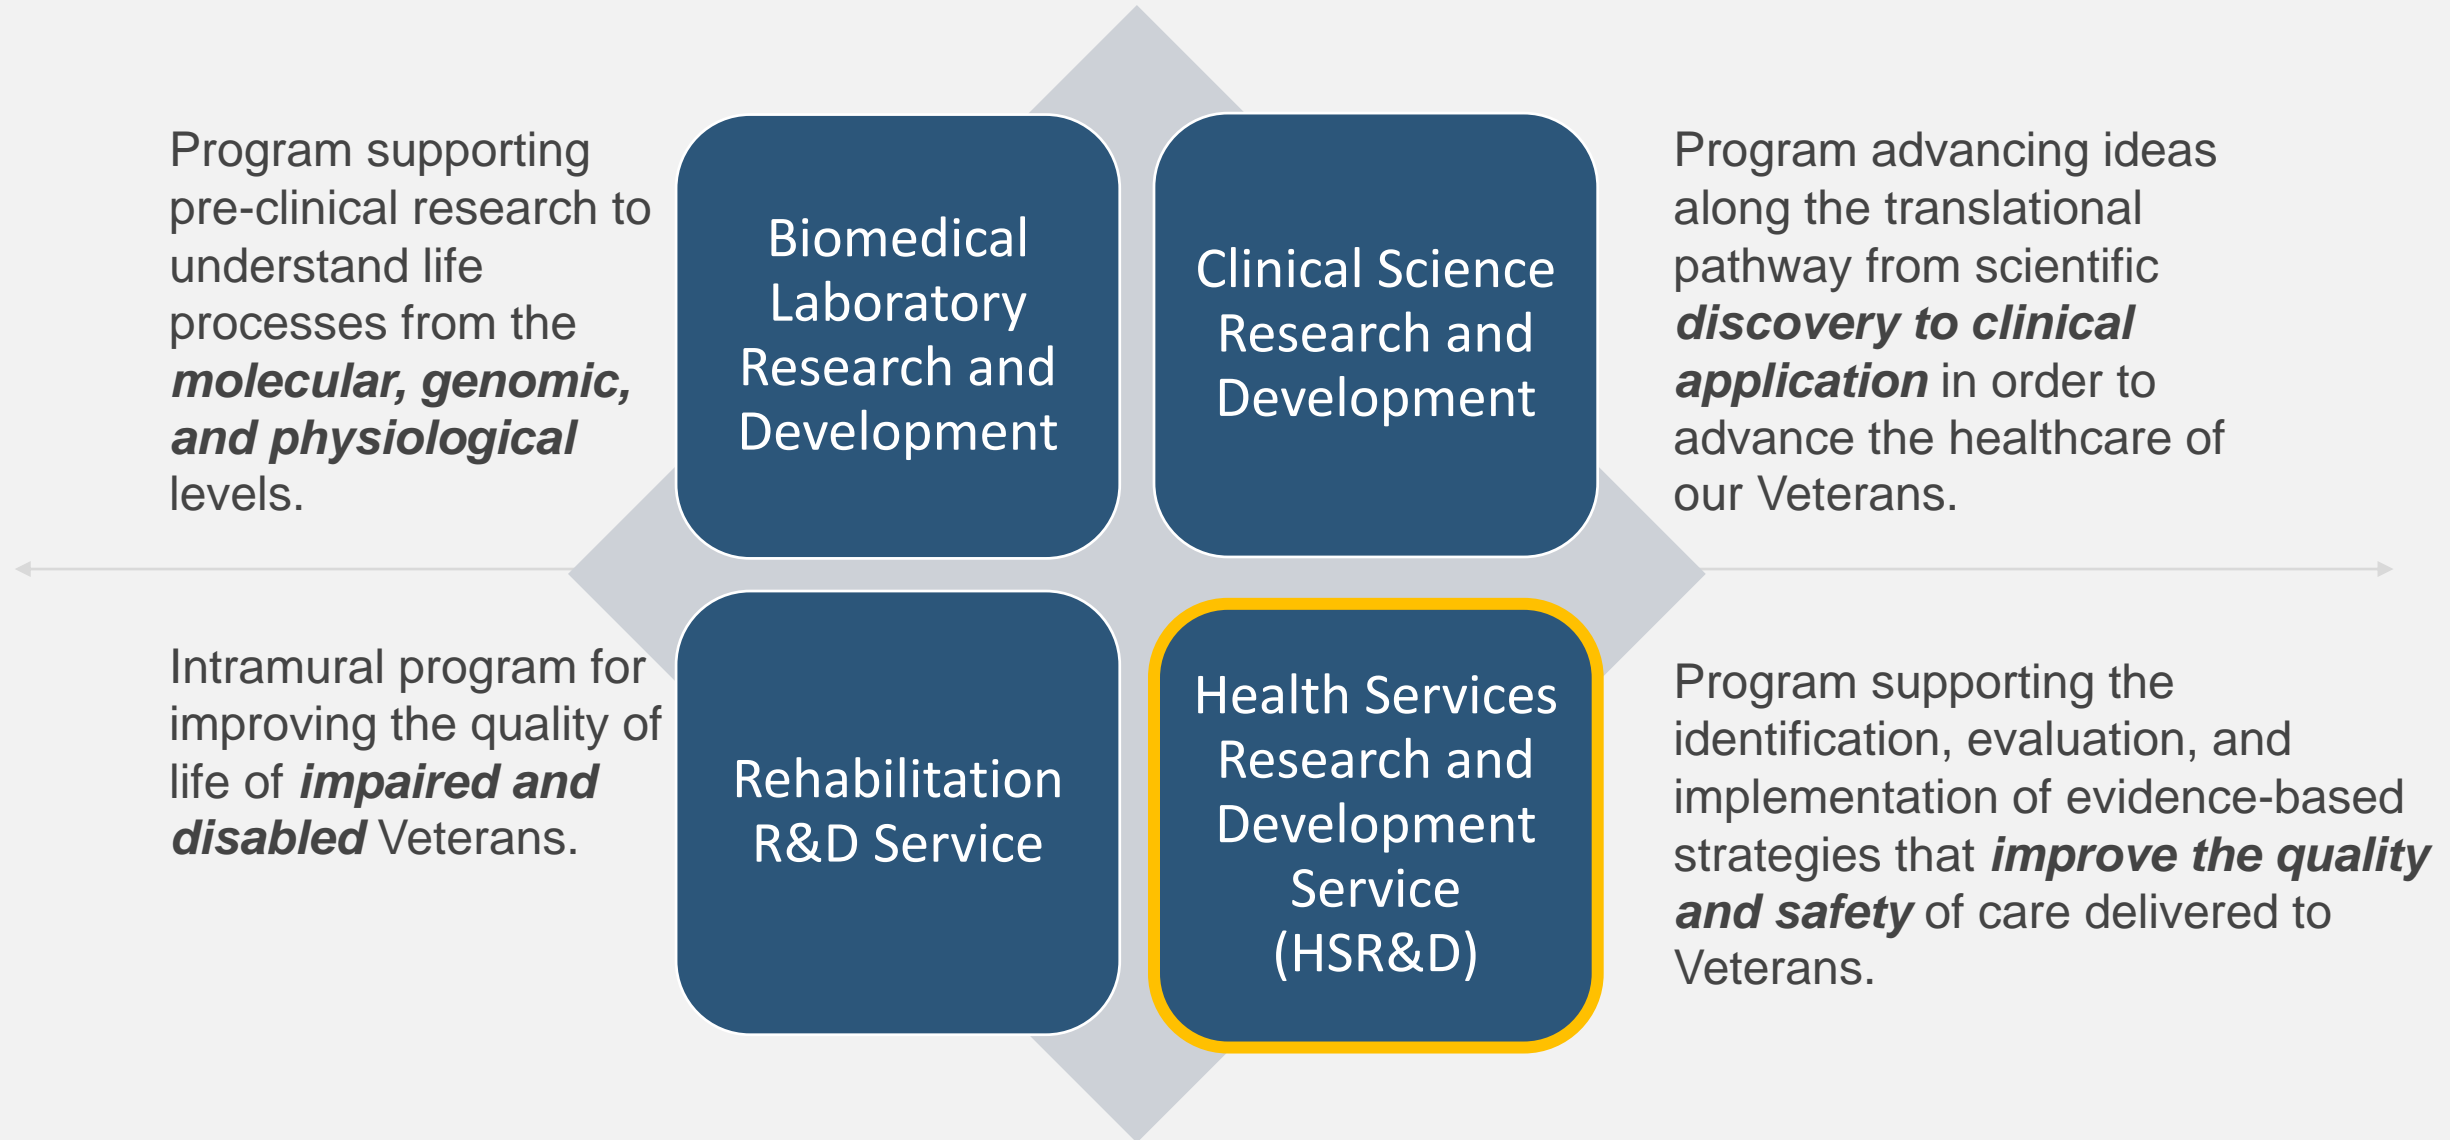 Program supporting
pre-clinical research to
understand life
processes from the
molecular, genomic,
and physiological
levels.
Biomedical
Laboratory
Research and
Development
Clinical Science
Research and
Development
Program advancing ideas
along the translational
pathway from scientific
discovery to clinical
application in order to
advance the healthcare of
our Veterans.
Intramural program for
improving the quality of
life of impaired and
disabled Veterans.
Rehabilitation
R&D Service
Health Services
Research and
Development
Service
(HSR&D)
Program supporting the
identification, evaluation, and
implementation of evidence-based
strategies that improve the quality
and safety of care delivered to
Veterans.